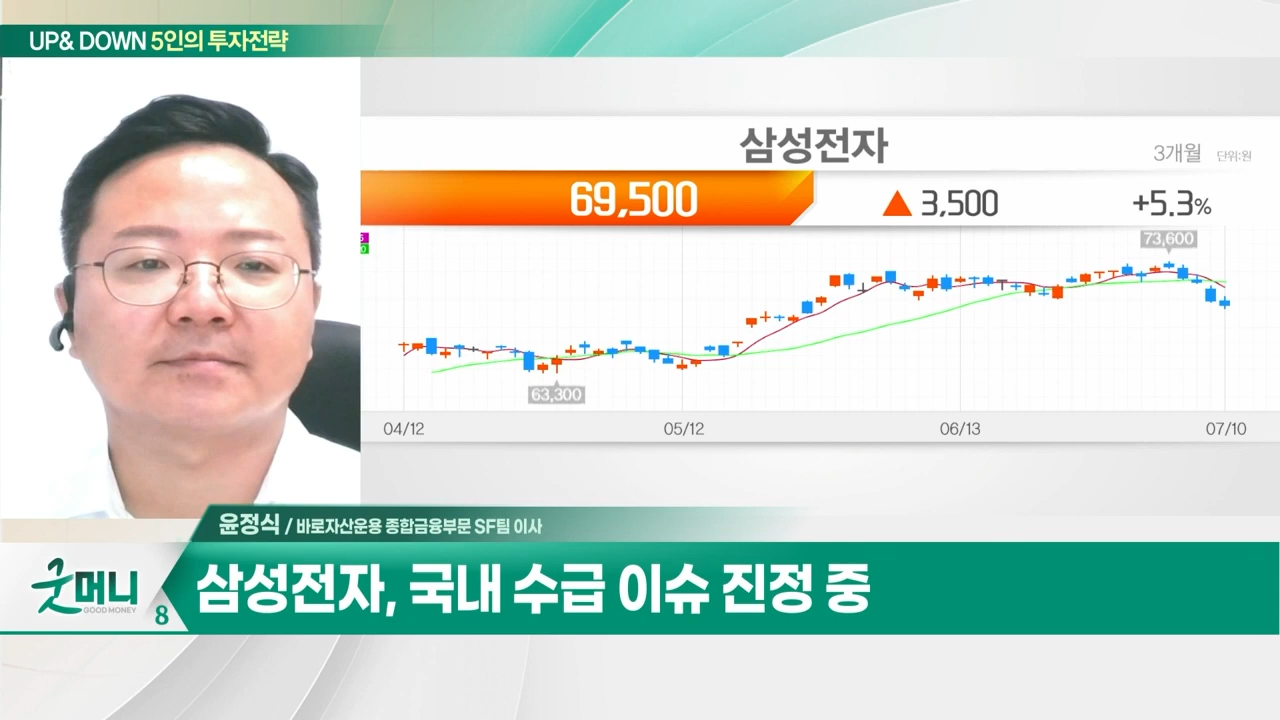 UP& DOWN 5인의 투자전략
삼성전자
3개월 단위:원
69,500 ▲ 3,500 +5.3%
73,600
63,300
04/12 05/12 06/13 07/10
윤정식 / 바로자산운용 종합금융부문 SF팀 이사
굿머니
GOOD MONEY
8
삼성전자, 국내 수급 이슈 진정 중